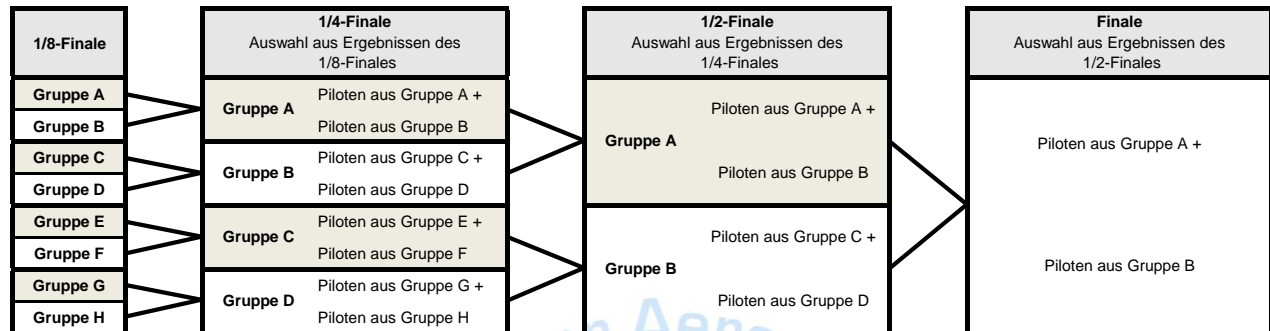 1/8-Finale
1/4-Finale
Auswahl aus Ergebnissen des
1/8-Finales
1/2-Finale
Auswahl aus Ergebnissen des
1/4-Finales
Finale
Auswahl aus Ergebnissen des
1/2-Finales
Gruppe A
Gruppe B
Gruppe C
Gruppe D
Gruppe E
Gruppe F
Gruppe G
Gruppe H
Gruppe A
Piloten aus Gruppe A +
Piloten aus Gruppe B
Gruppe B
Piloten aus Gruppe C +
Piloten aus Gruppe D
Gruppe C
Piloten aus Gruppe E +
Piloten aus Gruppe F
Gruppe D
Piloten aus Gruppe G +
Piloten aus Gruppe H
Gruppe A
Piloten aus Gruppe A +
Piloten aus Gruppe B
Gruppe B
Piloten aus Gruppe C +
Piloten aus Gruppe D
Piloten aus Gruppe A +
Piloten aus Gruppe B